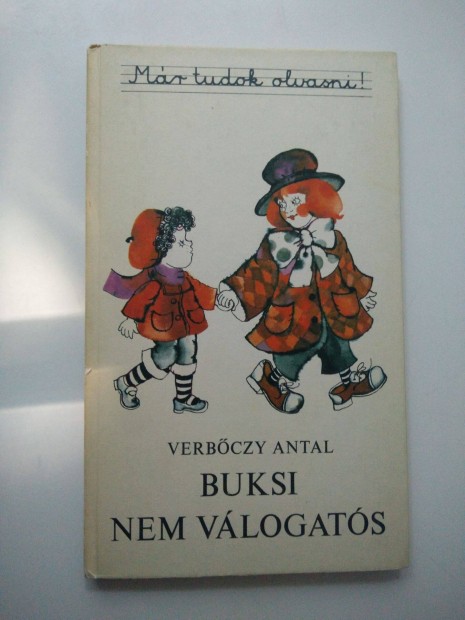 Már tudok olvasni!
VERBŐCZY ANTAL
BUKSI
NEM VÁLOGATÓS